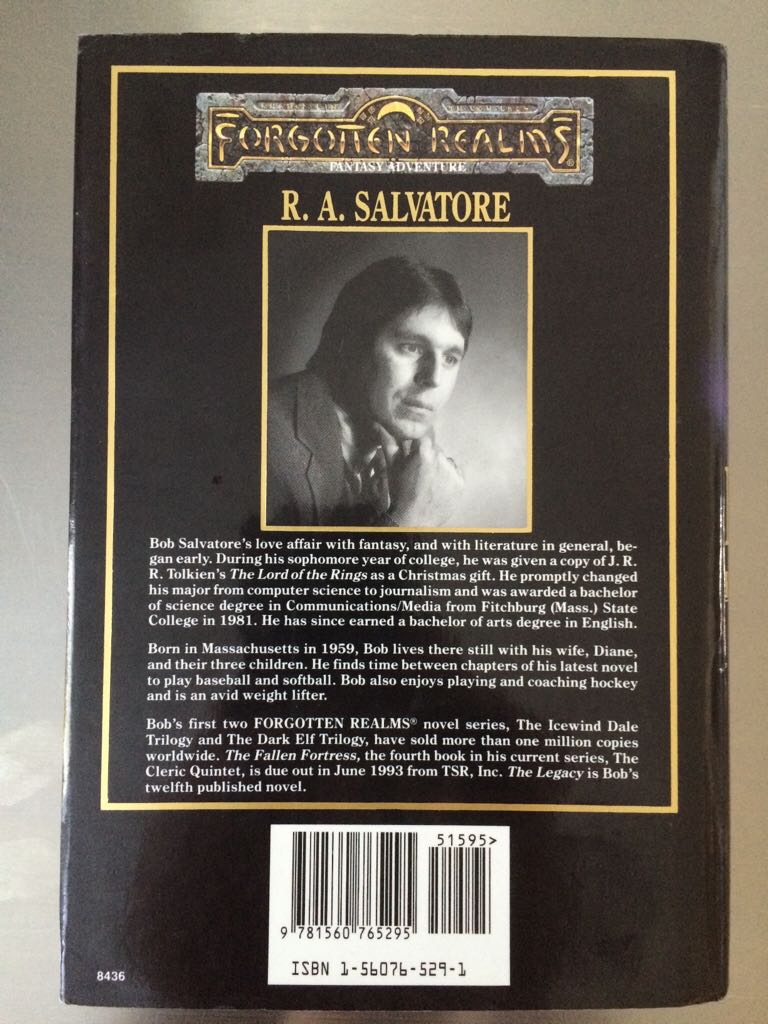 FORGOTTEN REALMS®
FANTASY ADVENTURE
R. A. SALVATORE
Bob Salvatore's love affair with fantasy, and with literature in general, be-
gan early. During his sophomore year of college, he was given a copy of J. R.
R. Tolkien's The Lord of the Rings as a Christmas gift. He promptly changed
his major from computer science to journalism and was awarded a bachelor
of science degree in Communications/Media from Fitchburg (Mass.) State
College in 1981. He has since earned a bachelor of arts degree in English.
Born in Massachusetts in 1959, Bob lives there still with his wife, Diane,
and their three children. He finds time between chapters of his latest novel
to play baseball and softball. Bob also enjoys playing and coaching hockey
and is an avid weight lifter.
Bob's first two FORGOTTEN REALMS® novel series, The Icewind Dale
Trilogy and The Dark Elf Trilogy, have sold more than one million copies
worldwide. The Fallen Fortress, the fourth book in his current series, The
Cleric Quintet, is due out in June 1993 from TSR, Inc. The Legacy is Bob's
twelfth published novel.
51595>
9 781560 765295
ISBN 1-56076-529-1
8436